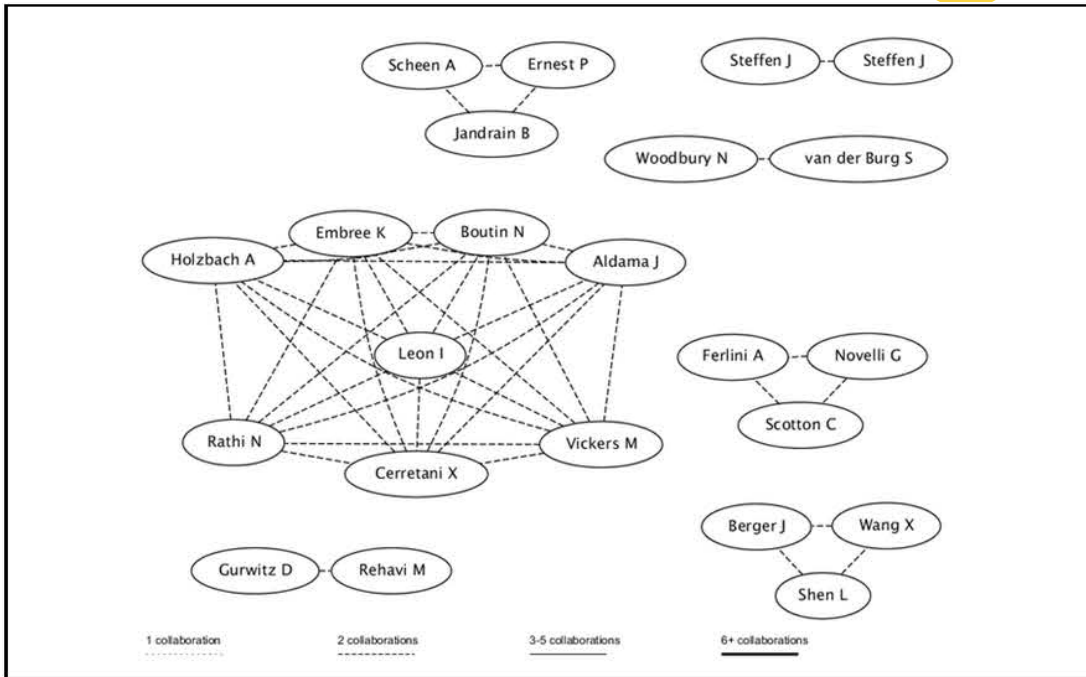 Scheen A
Ernest P
Jandrain B
Steffen J
Steffen J
Woodbury N
van der Burg S
Embree K
Boutin N
Holzbach A
Aldama J
Leon I
Rathi N
Vickers M
Cerretani X
Ferlini A
Novelli G
Scotton C
Berger J
Wang X
Shen L
Gurwitz D
Rehavi M
1 collaboration
2 collaborations
3-5 collaborations
6+ collaborations